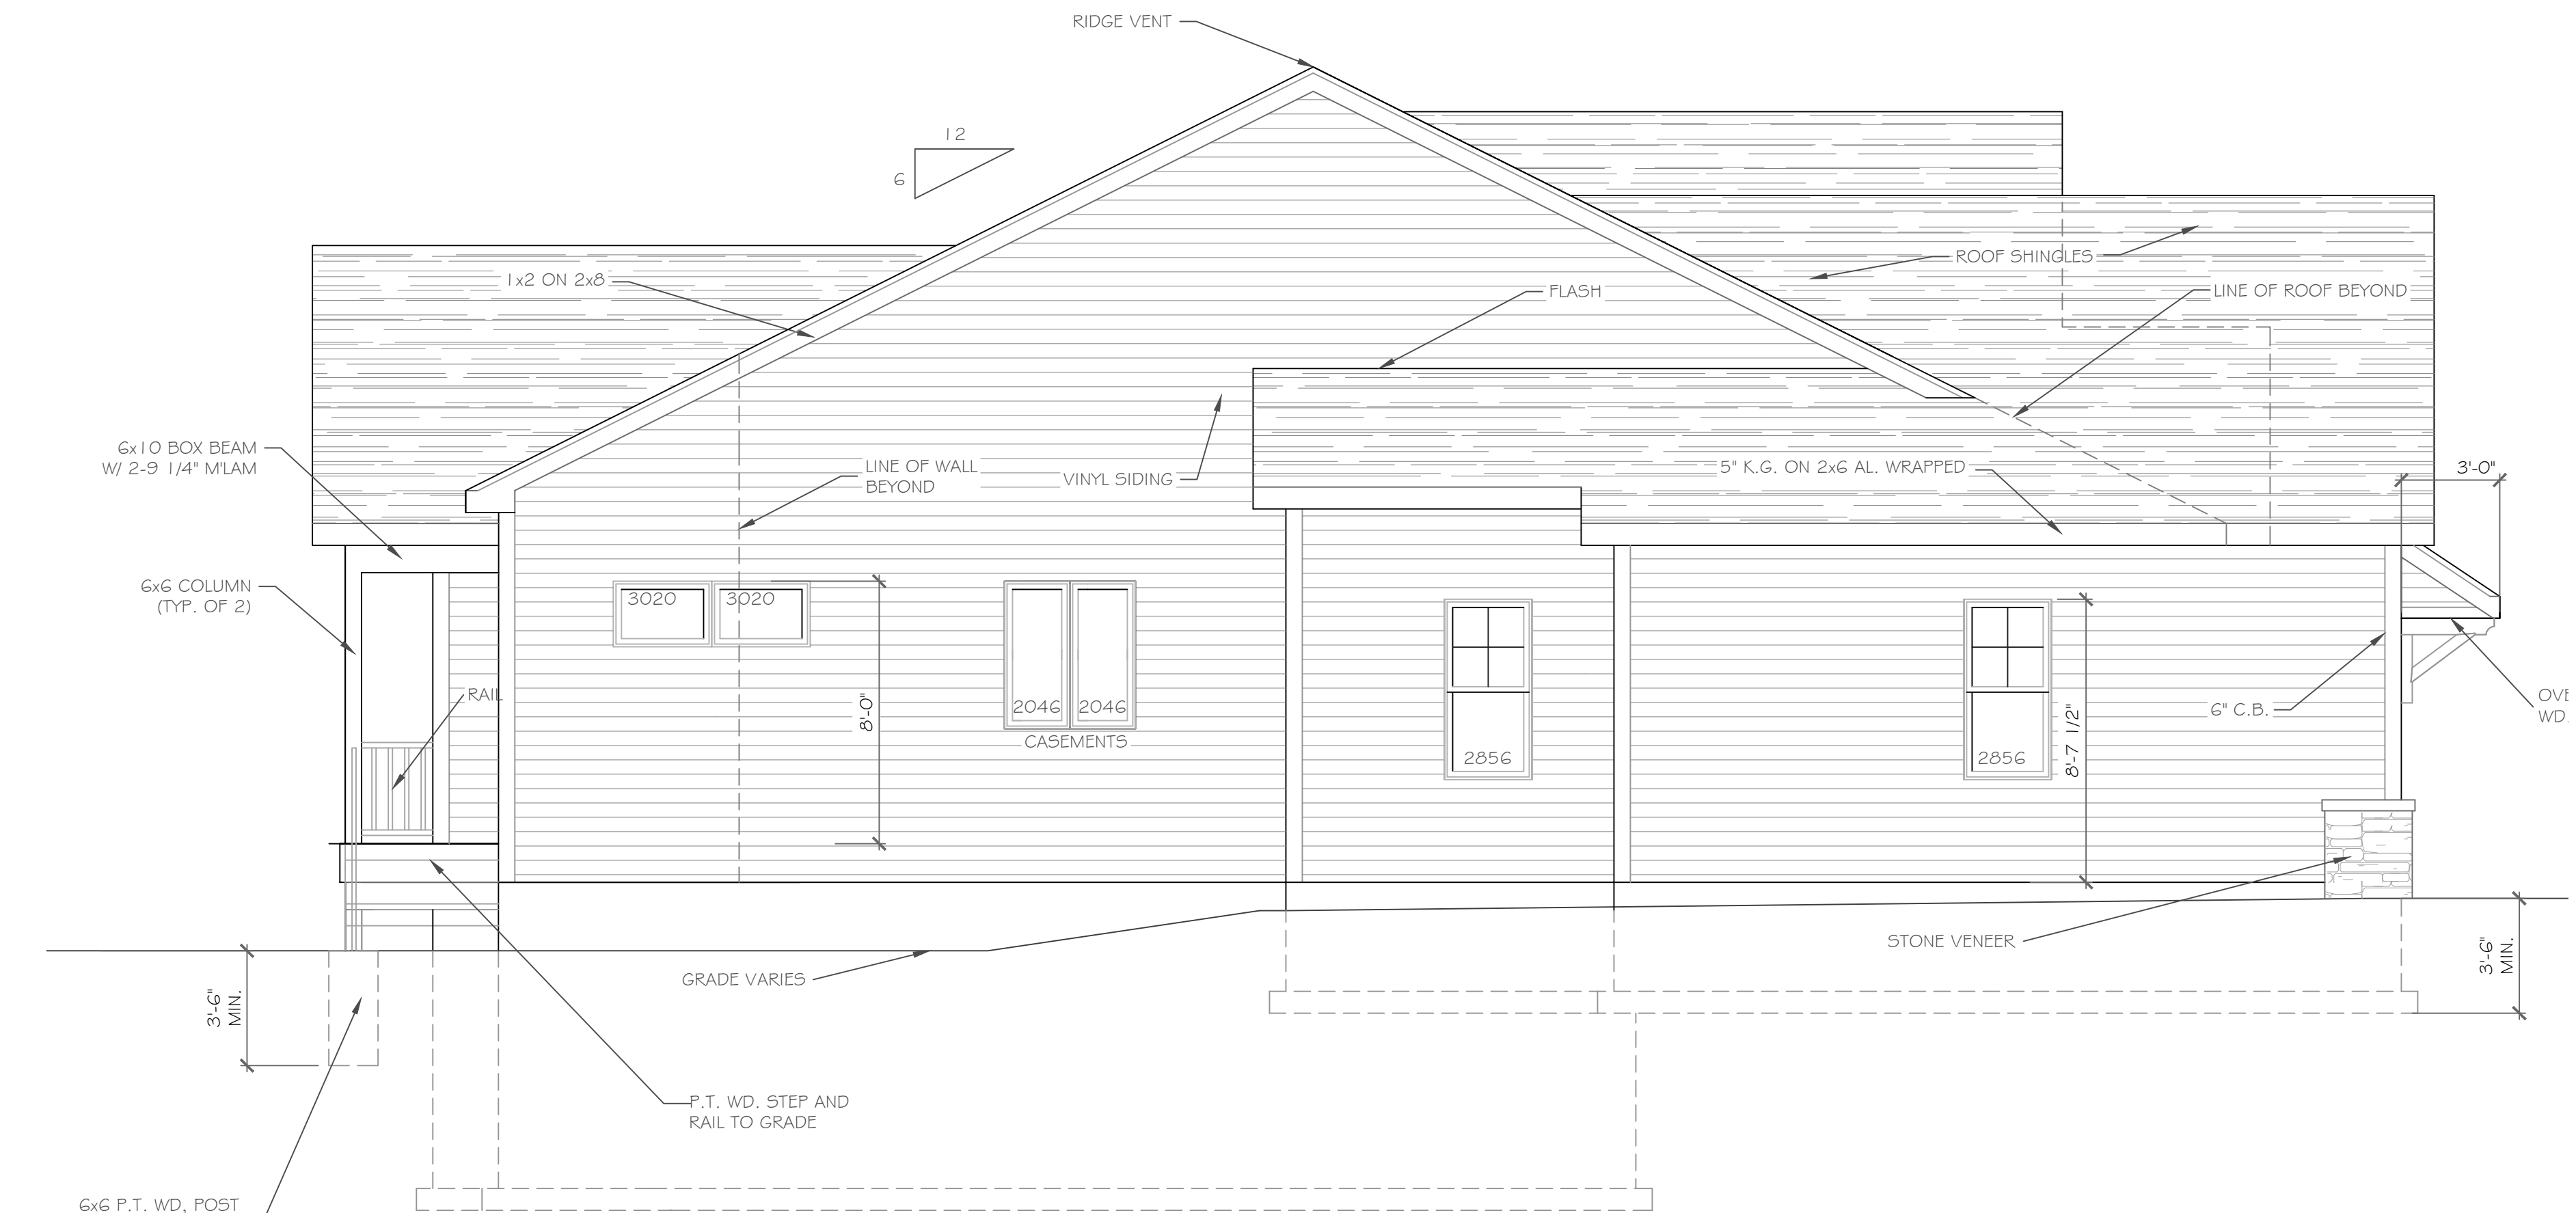 RIDGE VENT
12
6
1x2 ON 2x8
ROOF SHINGLES
FLASH
LINE OF ROOF BEYOND
6x10 BOX BEAM
W/ 2-9 1/4" M'LAM
LINE OF WALL
BEYOND
VINYL SIDING
5" K.G. ON 2x6 AL. WRAPPED
3'-0"
6x6 COLUMN
(TYP. OF 2)
3020
3020
RAIL
8'-0"
2046
2046
CASEMENTS
2856
2856
8'-7 1/2"
6" C.B.
OVE
WD.
STONE VENEER
GRADE VARIES
3'-6"
MIN.
3'-6"
MIN.
P.T. WD. STEP AND
RAIL TO GRADE
6x6 P.T. WD, POST